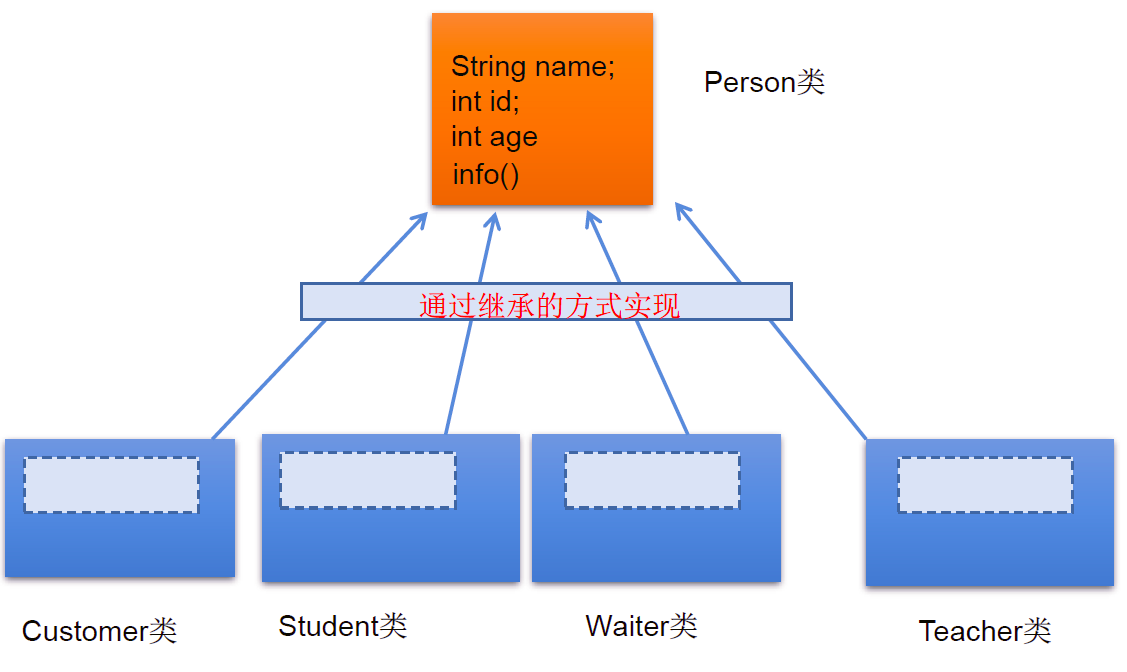 String name;
int id;
int age
info()
Person类
通过继承的方式实现
Customer类
Student类
Waiter类
Teacher类